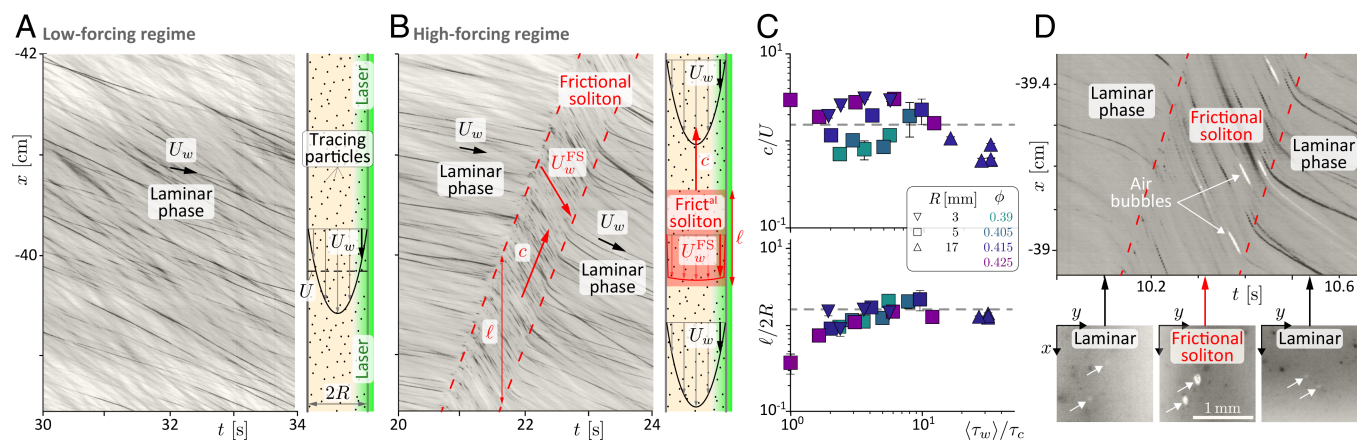 A
Low-forcing regime
-42
x [cm]
-40
U_w
Laminar
phase
30
32
34
t [s]
Laser
Tracing
particles
U_w
U
Laser
2R
B
High-forcing regime
Frictional
soliton
U_w
Laminar
phase
U_w^FS
U_w
c
Laminar
phase
ℓ
20
22
24
t [s]
U_w
c
Frict^al
soliton
U_w^FS
ℓ
U_w
C
10^1
c/U
10^-1
R [mm] ϕ
3 0.39
5 0.405
17 0.415
0.425
10^1
ℓ/2R
10^-1
10^0
10^1
⟨τ_w⟩/τ_c
D
Laminar
phase
Frictional
soliton
Laminar
phase
Air
bubbles
-39.4
x [cm]
-39
10.2
t [s]
10.6
y
x
Laminar
y
Frictional
soliton
1 mm
y
Laminar